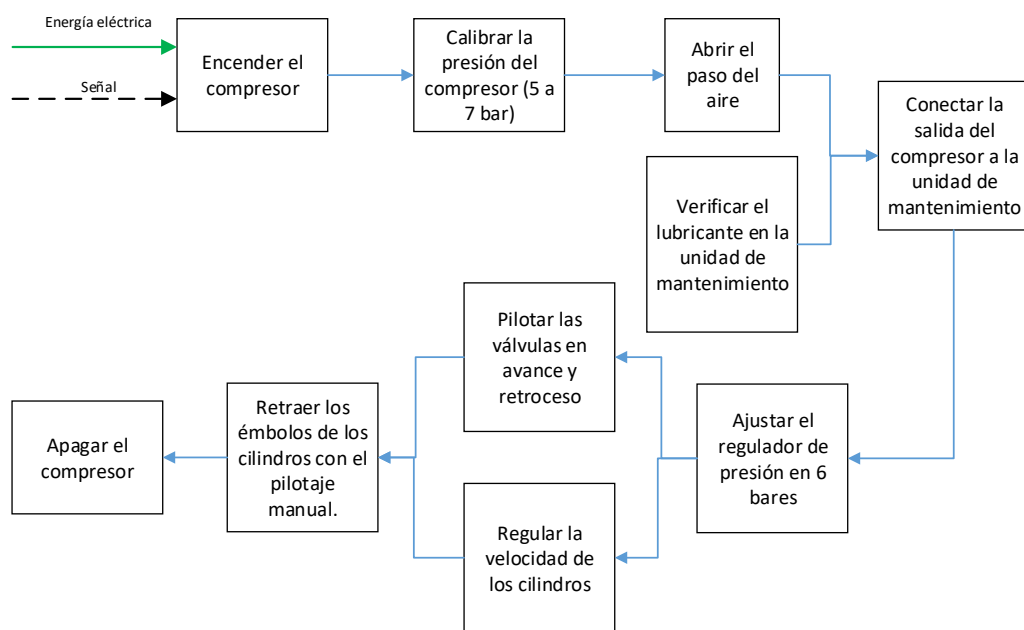 Energía eléctrica
Señal
Encender el
compresor
Calibrar la
presión del
compresor (5 a
7 bar)
Abrir el
paso del
aire
Conectar la
salida del
compresor a la
unidad de
mantenimiento
Verificar el
lubricante en la
unidad de
mantenimiento
Pilotar las
válvulas en
avance y
retroceso
Ajustar el
regulador de
presión en 6
bares
Retraer los
émbolos de los
cilindros con el
pilotaje
manual.
Apagar el
compresor
Regular la
velocidad de
los cilindros